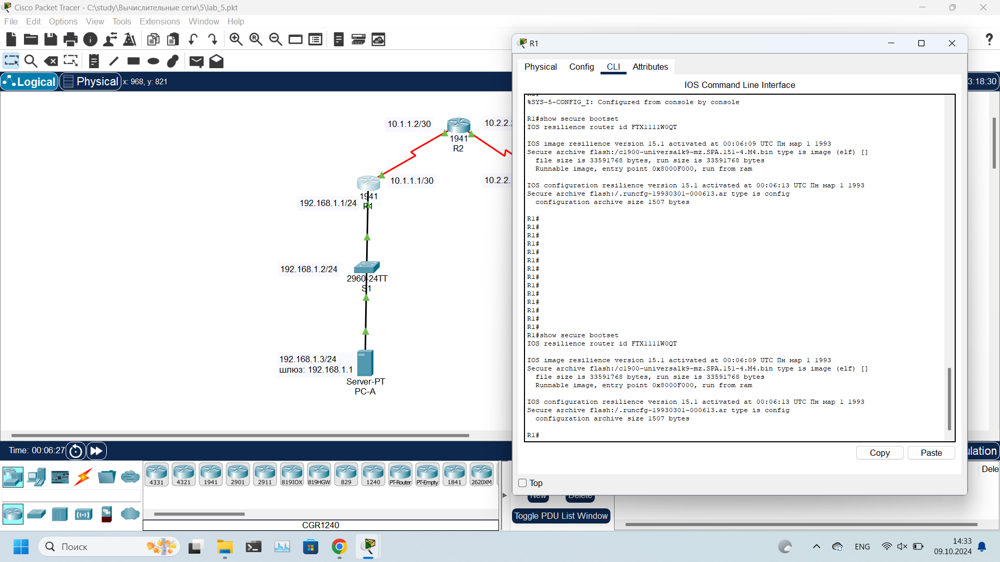 Cisco Packet Tracer - C:\study\Вычислительные сети\5\lab_5.pkt
File Edit Options View Tools Extensions Window Help
Logical Physical x: 968, y: 821
3:18:30
10.1.1.2/30
10.2.2.2
1941
R2
10.1.1.1/30
10.2.2.
1941
R1
192.168.1.1/24
192.168.1.2/24
2960-24TT
S1
192.168.1.3/24
шлюз: 192.168.1.1
Server-PT
PC-A
R1
Physical Config CLI Attributes
IOS Command Line Interface
R1#
%SYS-5-CONFIG_I: Configured from console by console
R1#show secure bootset
IOS resilience router id FTX1111W0QT
IOS image resilience version 15.1 activated at 00:06:09 UTC Пн мар 1 1993
Secure archive flash:/c1900-universalk9-mz.SPA.151-4.M4.bin type is image (elf) []
file size is 33591768 bytes, run size is 33591768 bytes
Runnable image, entry point 0x8000F000, run from ram
IOS configuration resilience version 15.1 activated at 00:06:13 UTC Пн мар 1 1993
Secure archive flash:/.runcfg-19930301-000613.ar type is config
configuration archive size 1507 bytes
R1#
R1#
R1#
R1#
R1#
R1#
R1#
R1#
R1#
R1#
R1#
R1#
R1#
R1#
R1#show secure bootset
IOS resilience router id FTX1111W0QT
IOS image resilience version 15.1 activated at 00:06:09 UTC Пн мар 1 1993
Secure archive flash:/c1900-universalk9-mz.SPA.151-4.M4.bin type is image (elf) []
file size is 33591768 bytes, run size is 33591768 bytes
Runnable image, entry point 0x8000F000, run from ram
IOS configuration resilience version 15.1 activated at 00:06:13 UTC Пн мар 1 1993
Secure archive flash:/.runcfg-19930301-000613.ar type is config
configuration archive size 1507 bytes
R1#
Copy Paste
Top
Time: 00:06:27
ulation
Dele
4331 4321 1941 2901 2911 819IOX 819HGW 829 1240 PT-Router PT-Empty 1841 2620XM
CGR1240
New Delete
Toggle PDU List Window
Поиск
ENG
14:33
09.10.2024